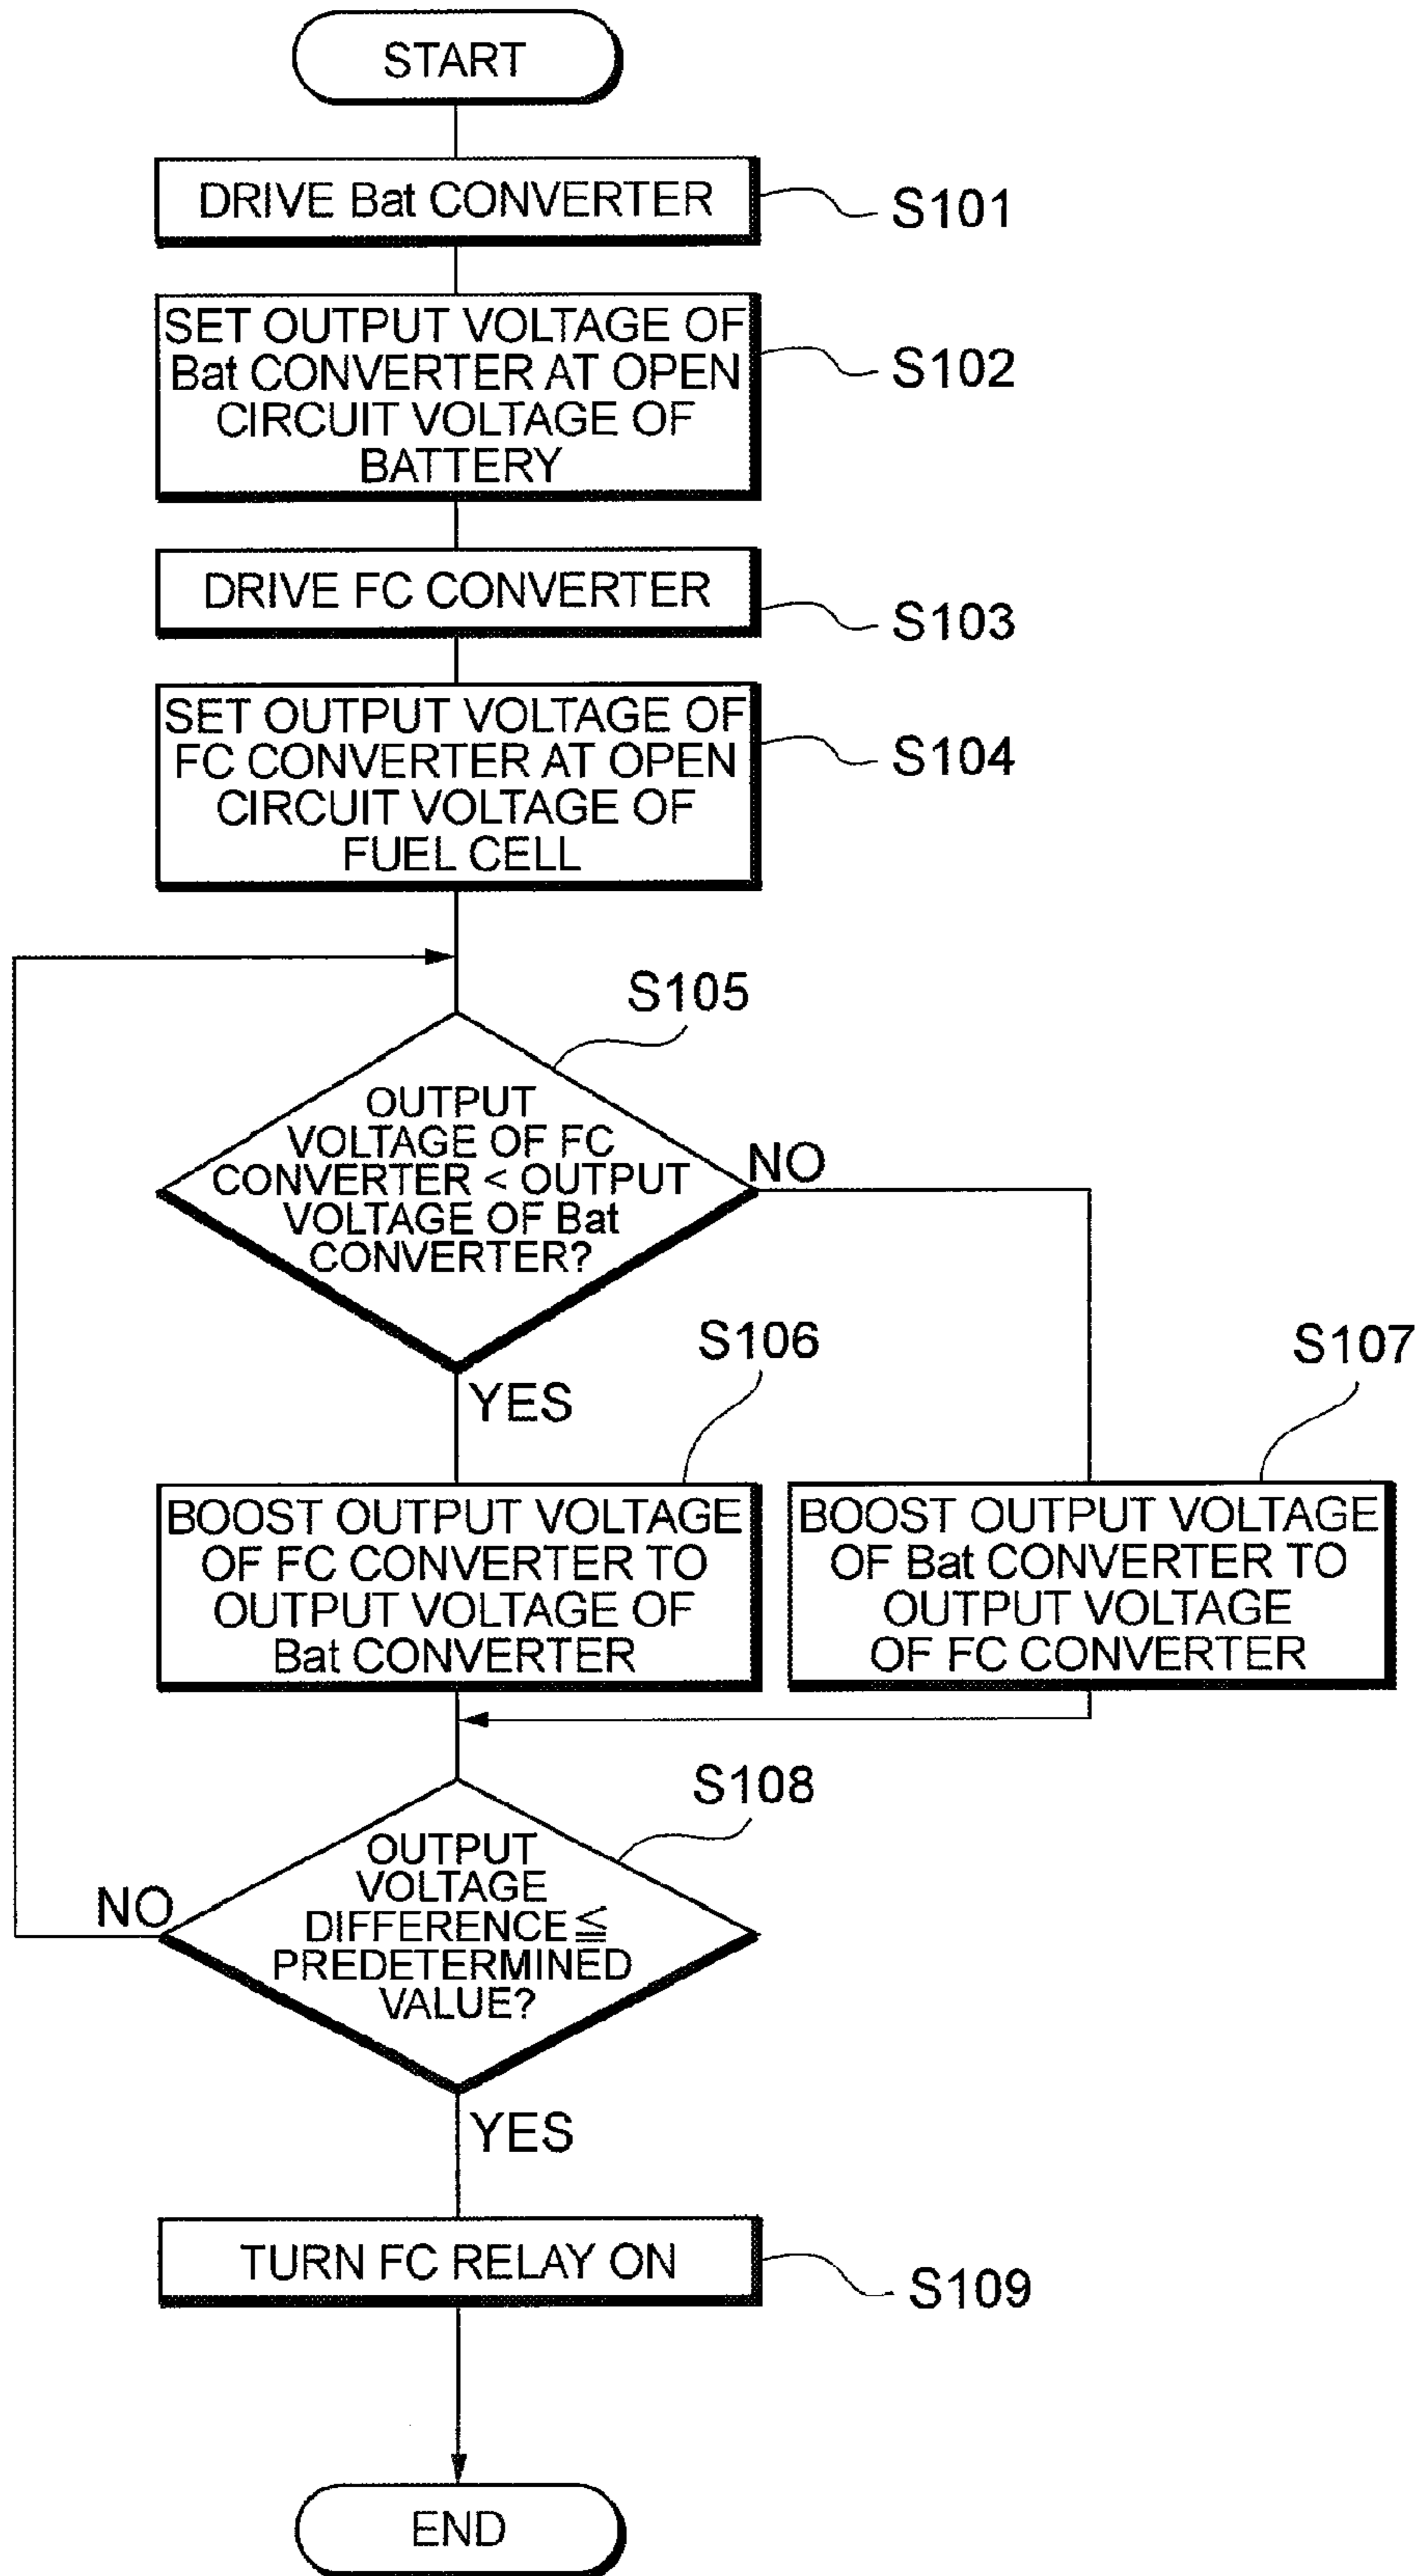 START
DRIVE Bat CONVERTER
S101
SET OUTPUT VOLTAGE OF
Bat CONVERTER AT OPEN
CIRCUIT VOLTAGE OF
BATTERY
S102
DRIVE FC CONVERTER
S103
SET OUTPUT VOLTAGE OF
FC CONVERTER AT OPEN
CIRCUIT VOLTAGE OF
FUEL CELL
S104
S105
OUTPUT
VOLTAGE OF FC
CONVERTER < OUTPUT
VOLTAGE OF Bat
CONVERTER?
NO
YES
S106
BOOST OUTPUT VOLTAGE
OF FC CONVERTER TO
OUTPUT VOLTAGE OF
Bat CONVERTER
S107
BOOST OUTPUT VOLTAGE
OF Bat CONVERTER TO
OUTPUT VOLTAGE
OF FC CONVERTER
S108
OUTPUT
VOLTAGE
DIFFERENCE ≦
PREDETERMINED
VALUE?
NO
YES
TURN FC RELAY ON
S109
END